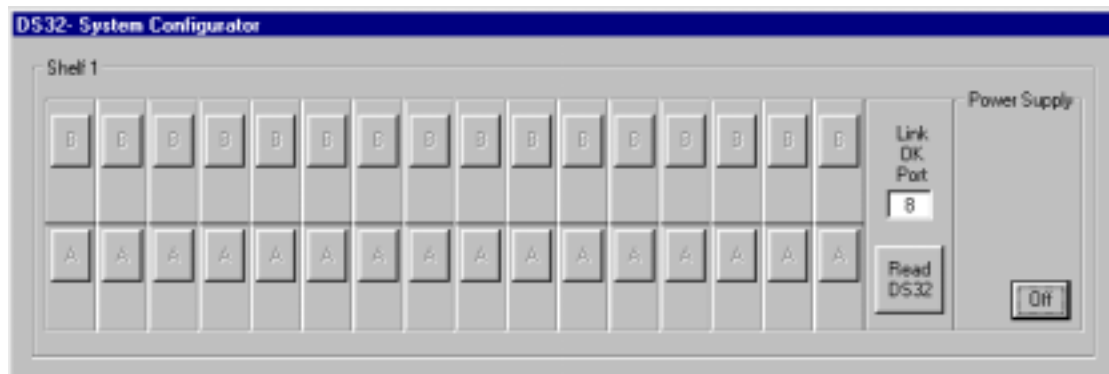 DS32- System Configurator
Shelf 1
Power Supply
B B B B B B B B B B B B B B B B
Link
OK
Port
8
A A A A A A A A A A A A A A A A
Read
DS32
Off